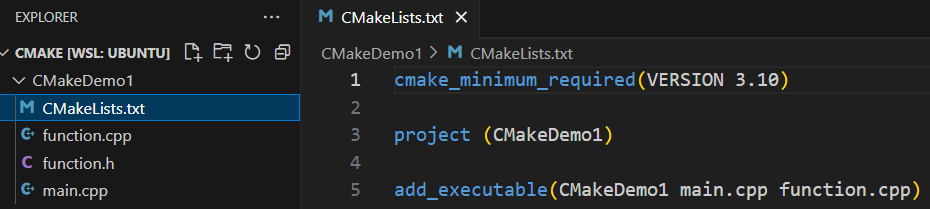 EXPLORER
CMAKE [WSL: UBUNTU]
CMakeDemo1
CMakeLists.txt
function.cpp
function.h
main.cpp
CMakeLists.txt
CMakeDemo1 > CMakeLists.txt
1 cmake_minimum_required(VERSION 3.10)
2
3 project (CMakeDemo1)
4
5 add_executable(CMakeDemo1 main.cpp function.cpp)